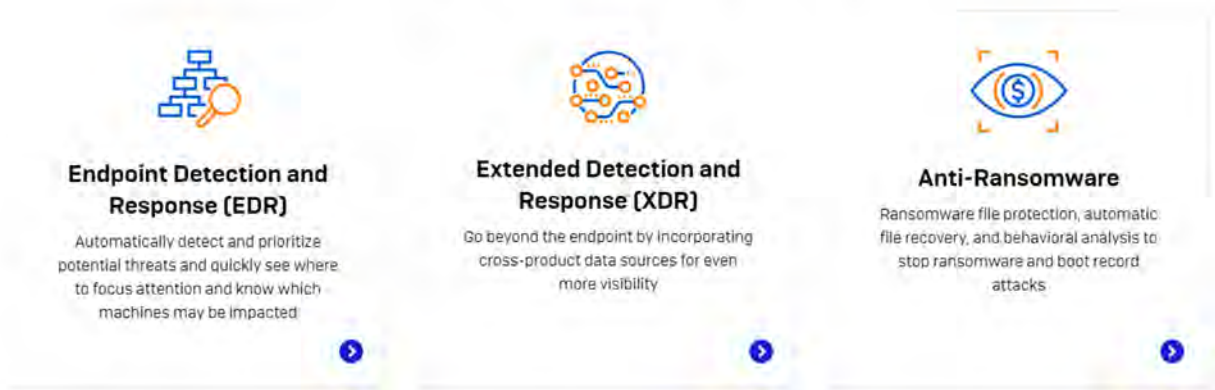 Endpoint Detection and
Response (EDR)
Automatically detect and prioritize
potential threats and quickly see where
to focus attention and know which
machines may be impacted
Extended Detection and
Response (XDR)
Go beyond the endpoint by incorporating
cross-product data sources for even
more visibility
$
Anti-Ransomware
Ransomware file protection, automatic
file recovery, and behavioral analysis to
stop ransomware and boot record
attacks